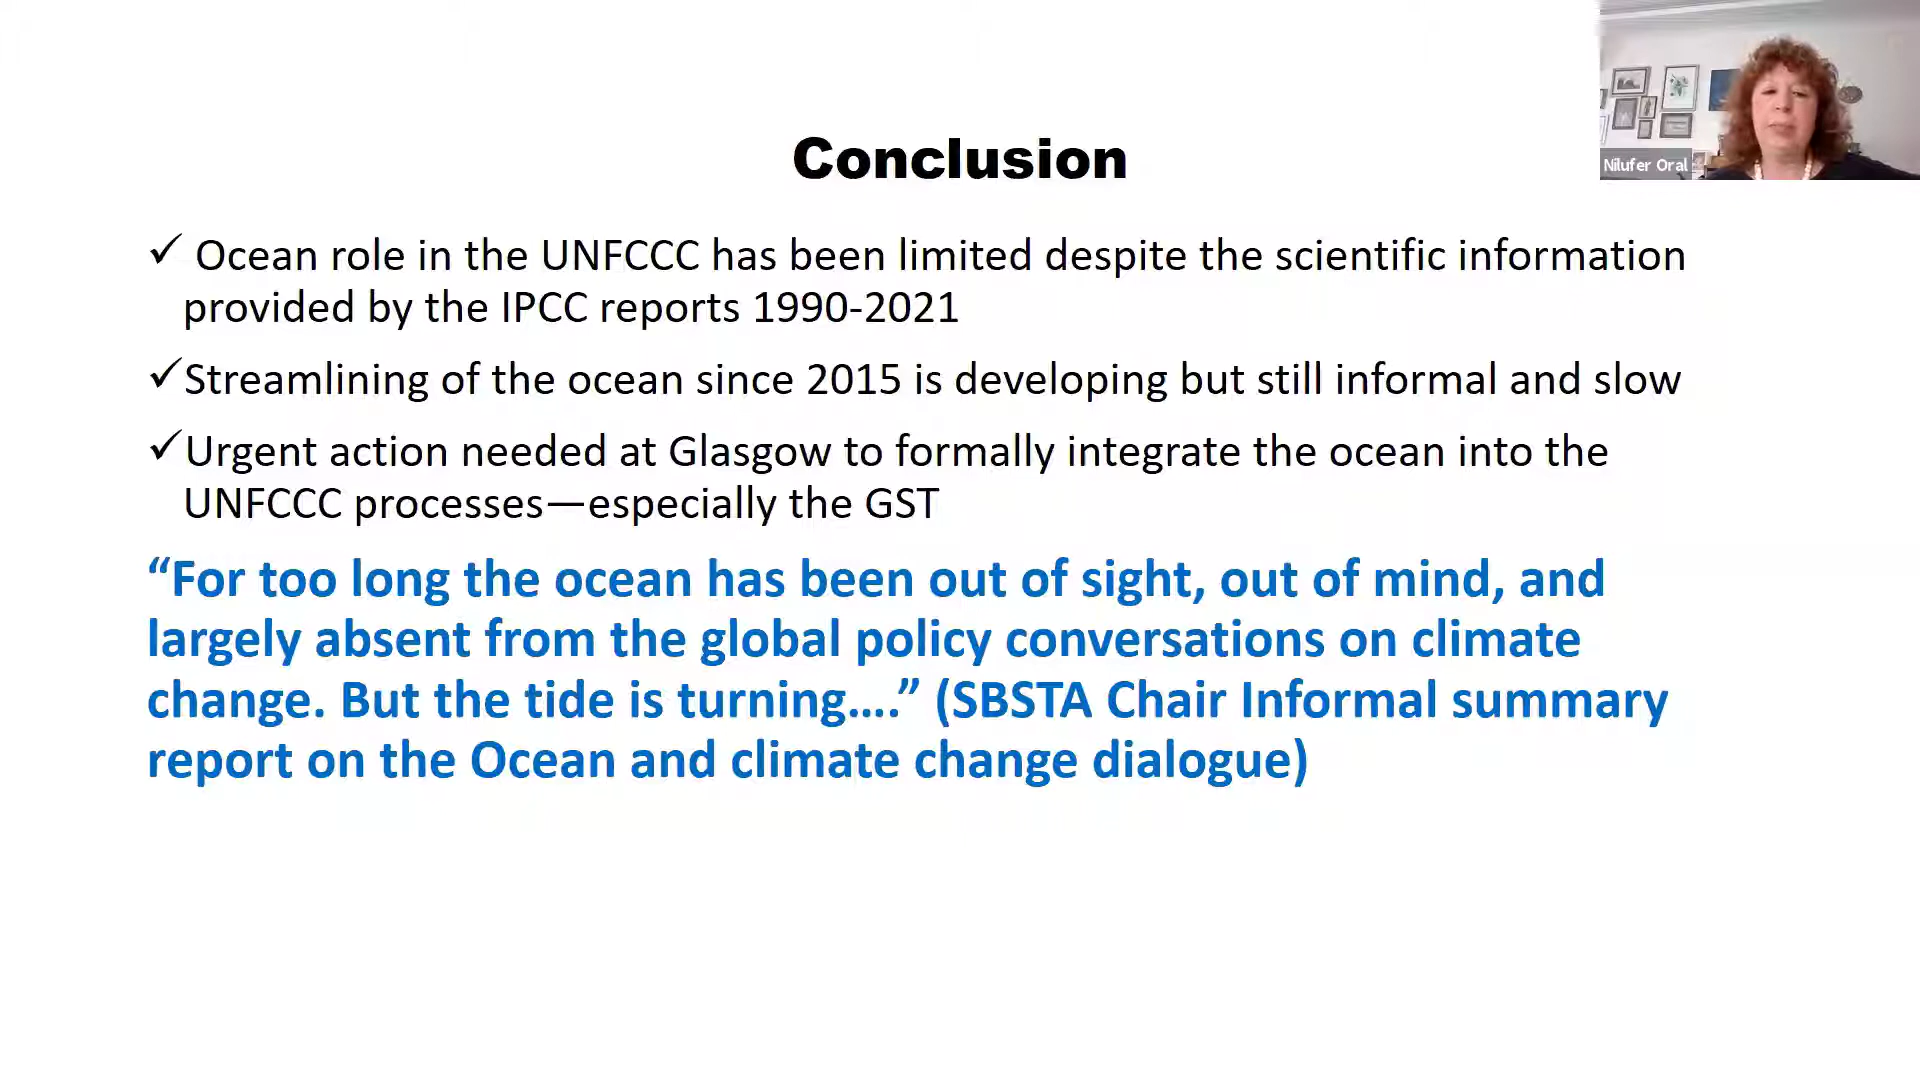 Conclusion
Nilufer Oral
✓ Ocean role in the UNFCCC has been limited despite the scientific information
provided by the IPCC reports 1990-2021
✓Streamlining of the ocean since 2015 is developing but still informal and slow
✓Urgent action needed at Glasgow to formally integrate the ocean into the
UNFCCC processes—especially the GST
“For too long the ocean has been out of sight, out of mind, and
largely absent from the global policy conversations on climate
change. But the tide is turning….” (SBSTA Chair Informal summary
report on the Ocean and climate change dialogue)